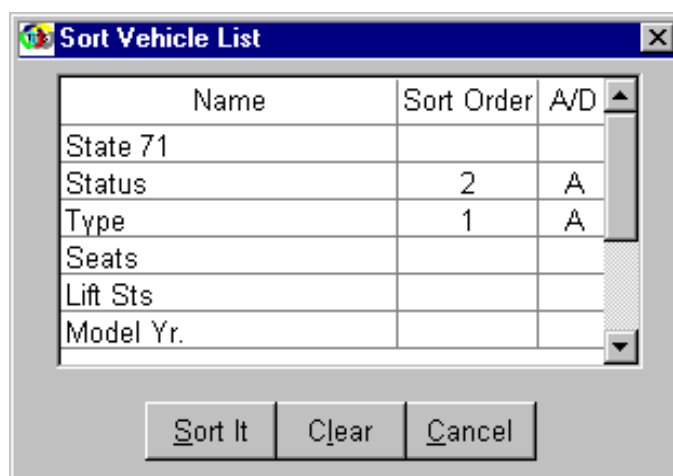 Sort Vehicle List
Name Sort Order A/D
State 71
Status 2 A
Type 1 A
Seats
Lift Sts
Model Yr.
Sort It Clear Cancel